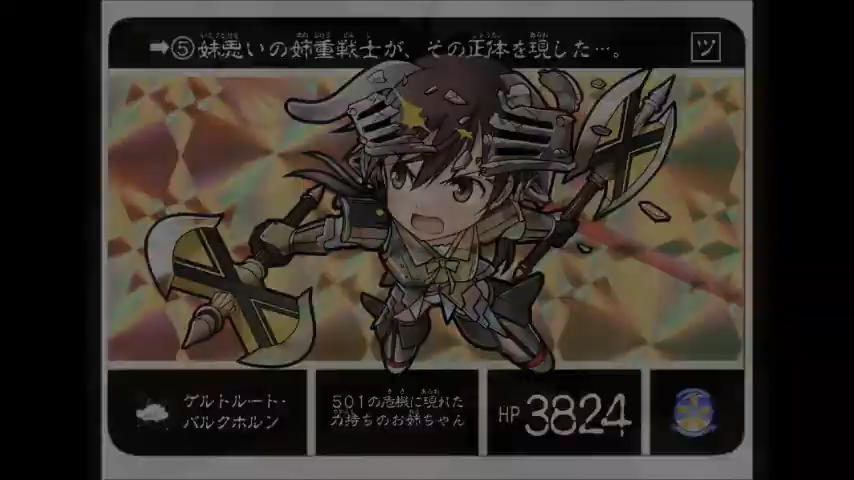 ➡⑤妹思いの姉重戦士が、その正体を現した…。
ツ
ゲルトルート・
バルクホルン
501の危機に現れた
力持ちのお姉ちゃん
HP 3824